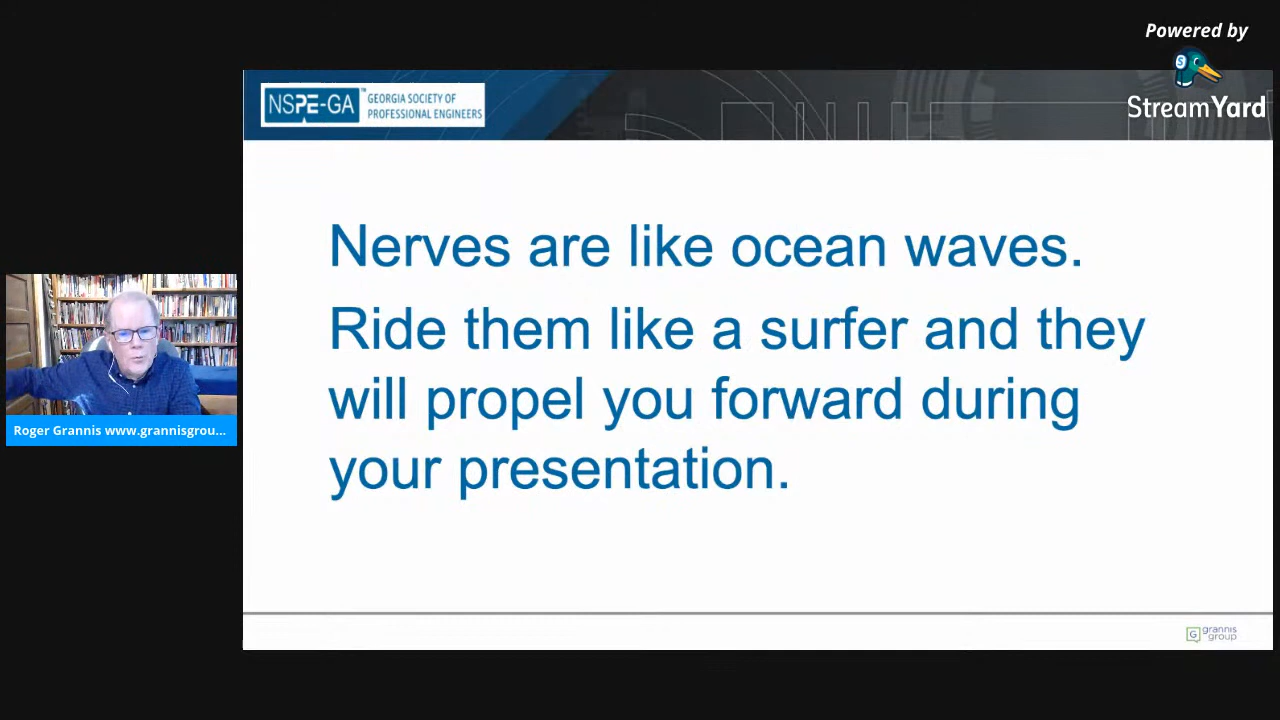 Powered by
StreamYard
NSPE-GA™ GEORGIA SOCIETY OF
PROFESSIONAL ENGINEERS
Nerves are like ocean waves.
Ride them like a surfer and they
will propel you forward during
your presentation.
Roger Grannis www.grannisgrou...
G grannis
group